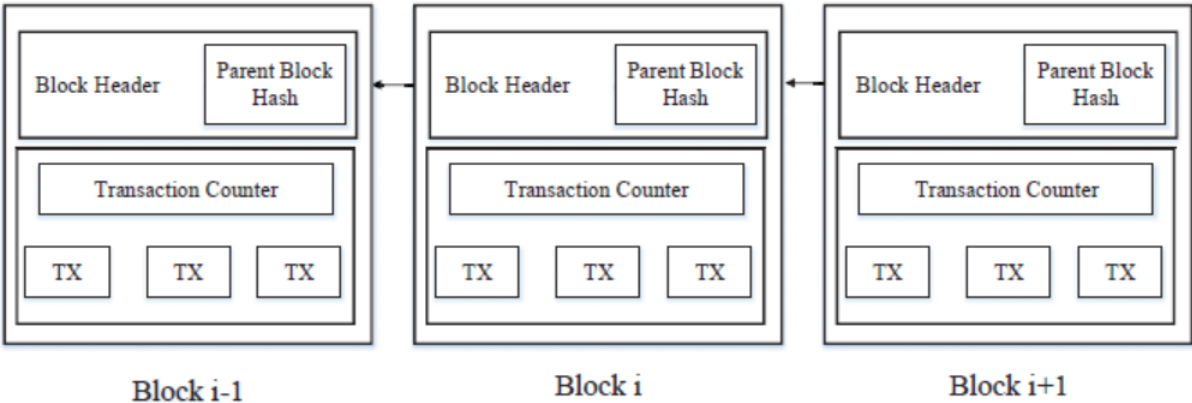 Block Header
Parent Block
Hash
Transaction Counter
TX TX TX
Block i-1
Block Header
Parent Block
Hash
Transaction Counter
TX TX TX
Block i
Block Header
Parent Block
Hash
Transaction Counter
TX TX TX
Block i+1